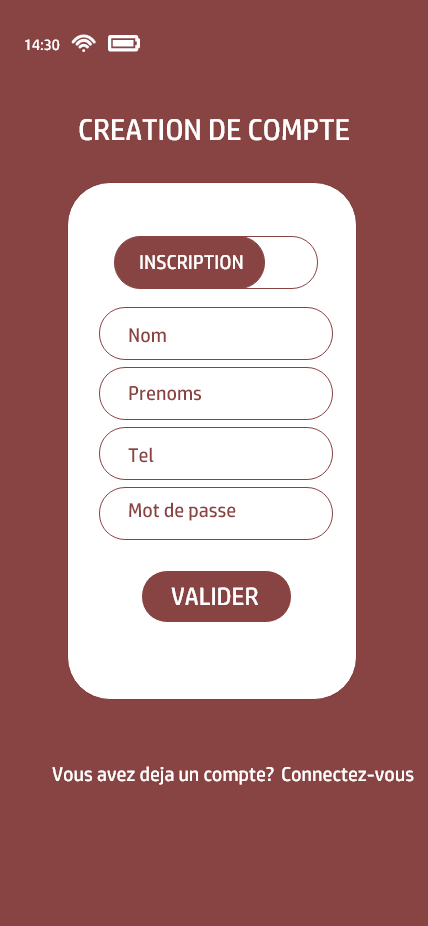 14:30
CREATION DE COMPTE
INSCRIPTION
Nom
Prenoms
Tel
Mot de passe
VALIDER
Vous avez deja un compte? Connectez-vous